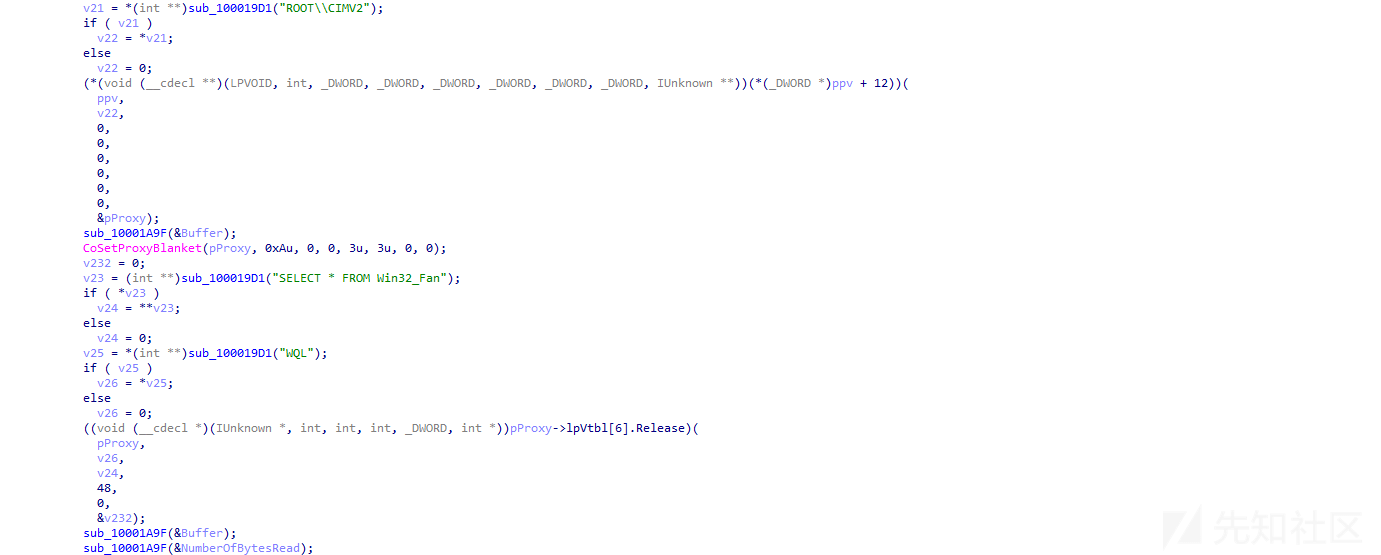 v21 = *(int **)sub_100019D1("ROOT\\CIMV2");
if ( v21 )
  v22 = *v21;
else
  v22 = 0;
(*(void (__cdecl **)(LPVOID, int, _DWORD, _DWORD, _DWORD, _DWORD, _DWORD, _DWORD, IUnknown **))(*(_DWORD *)ppv + 12))(
  ppv,
  v22,
  0,
  0,
  0,
  0,
  0,
  0,
  &pProxy);
sub_10001A9F(&Buffer);
CoSetProxyBlanket(pProxy, 0xAu, 0, 0, 3u, 3u, 0, 0);
v232 = 0;
v23 = (int **)sub_100019D1("SELECT * FROM Win32_Fan");
if ( *v23 )
  v24 = **v23;
else
  v24 = 0;
v25 = *(int **)sub_100019D1("WQL");
if ( v25 )
  v26 = *v25;
else
  v26 = 0;
((void (__cdecl *)(IUnknown *, int, int, int, _DWORD, int *))pProxy->lpVtbl[6].Release)(
  pProxy,
  v26,
  v24,
  48,
  0,
  &v232);
sub_10001A9F(&Buffer);
sub_10001A9F(&NumberOfBytesRead);
先知社区